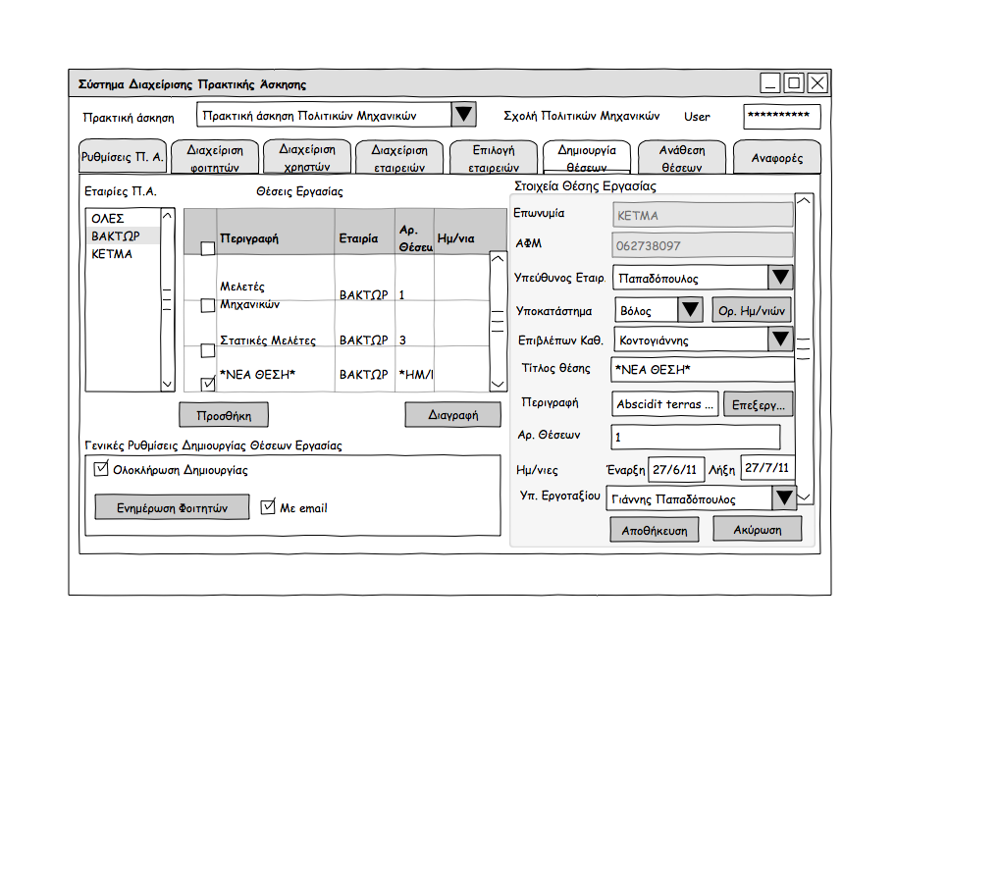 Σύστημα Διαχείρισης Πρακτικής Άσκησης
Πρακτική άσκηση Πρακτική άσκηση Πολιτικών Μηχανικών Σχολή Πολιτικών Μηχανικών User **********
Ρυθμίσεις Π. Α.
Διαχείριση
φοιτητών
Διαχείριση
χρηστών
Διαχείριση
εταιρειών
Επιλογή
εταιρειών
Δημιουργία
θέσεων
Ανάθεση
θέσεων
Αναφορές
Εταιρίες Π.Α.
ΟΛΕΣ
ΒΑΚΤΩΡ
ΚΕΤΜΑ
Θέσεις Εργασίας
Περιγραφή Εταιρία Αρ. Θέσεω Ημ/νια
Μελετές
Μηχανικών ΒΑΚΤΩΡ 1
Στατικές Μελέτες ΒΑΚΤΩΡ 3
*ΝΕΑ ΘΕΣΗ* ΒΑΚΤΩΡ *ΗΜ/Ι
Προσθήκη Διαγραφή
Γενικές Ρυθμίσεις Δημιουργίας Θέσεων Εργασίας
Ολοκλήρωση Δημιουργίας
Ενημέρωση Φοιτητών Με email
Στοιχεία Θέσης Εργασίας
Επωνυμία ΚΕΤΜΑ
ΑΦΜ 062738097
Υπεύθυνος Εταιρ. Παπαδόπουλος
Υποκατάστημα Βόλος Ορ. Ημ/νιών
Επιβλέπων Καθ. Κοντογιάννης
Τίτλος θέσης *ΝΕΑ ΘΕΣΗ*
Περιγραφή Abscidit terras ... Επεξεργ...
Αρ. Θέσεων 1
Ημ/νιες Έναρξη 27/6/11 Λήξη 27/7/11
Υπ. Εργοταξίου Γιάννης Παπαδόπουλος
Αποθήκευση Ακύρωση